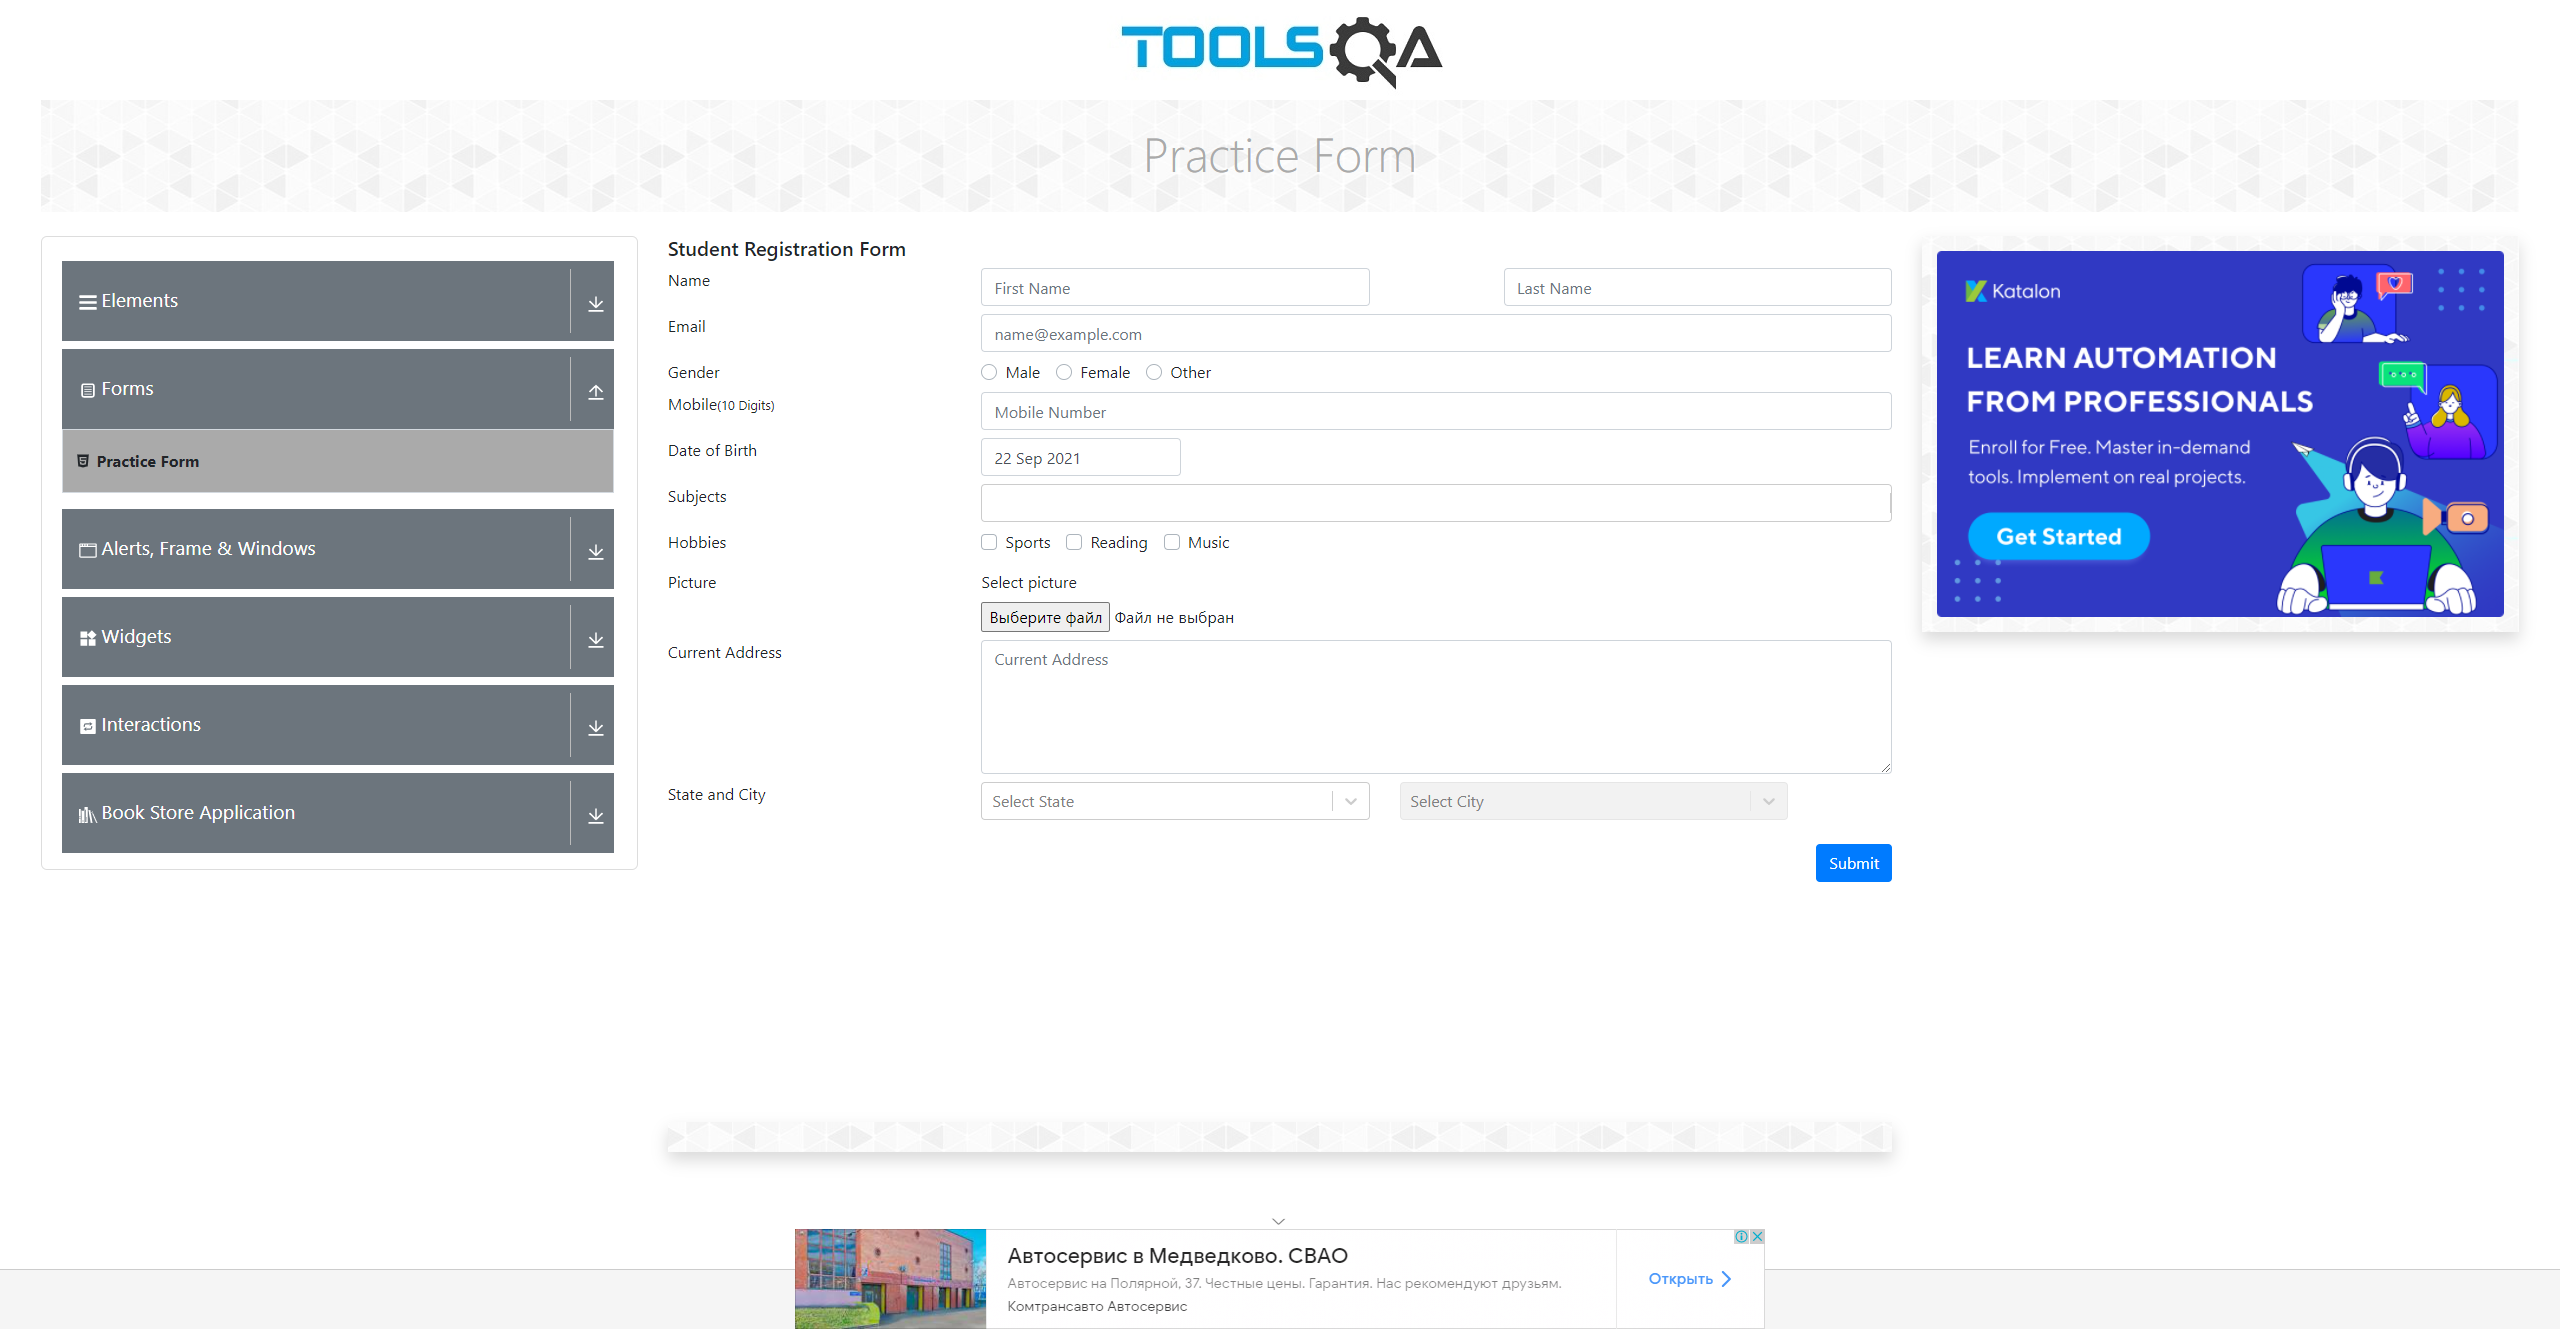 TOOLSQA
Practice Form
Elements
Forms
Practice Form
Alerts, Frame & Windows
Widgets
Interactions
Book Store Application
Student Registration Form
Name
First Name
Last Name
Email
name@example.com
Gender
Male
Female
Other
Mobile(10 Digits)
Mobile Number
Date of Birth
22 Sep 2021
Subjects
Hobbies
Sports
Reading
Music
Picture
Select picture
Выберите файл
Файл не выбран
Current Address
Current Address
State and City
Select State
Select City
Submit
Katalon
LEARN AUTOMATION
FROM PROFESSIONALS
Enroll for Free. Master in-demand
tools. Implement on real projects.
Get Started
Автосервис в Медведково. СВАО
Автосервис на Полярной, 37. Честные цены. Гарантия. Нас рекомендуют друзьям.
Комтрансавто Автосервис
Открыть